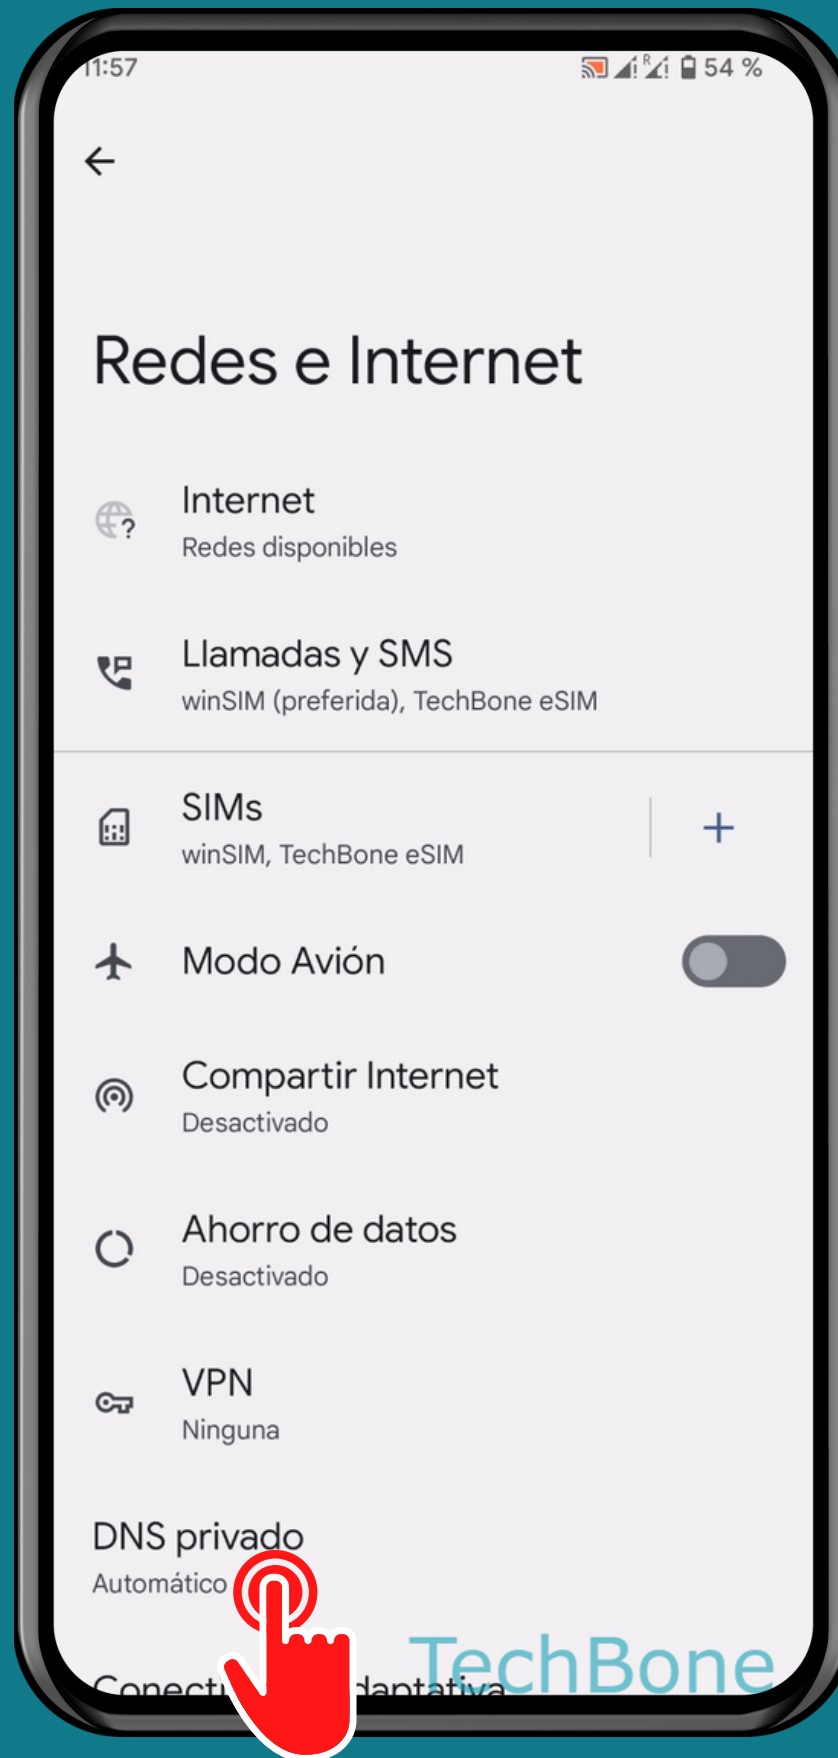 11:57 R 54 %
Redes e Internet
Internet
Redes disponibles
Llamadas y SMS
winSIM (preferida), TechBone eSIM
SIMs
winSIM, TechBone eSIM
Modo Avión
Compartir Internet
Desactivado
Ahorro de datos
Desactivado
VPN
Ninguna
DNS privado
Automático
TechBone